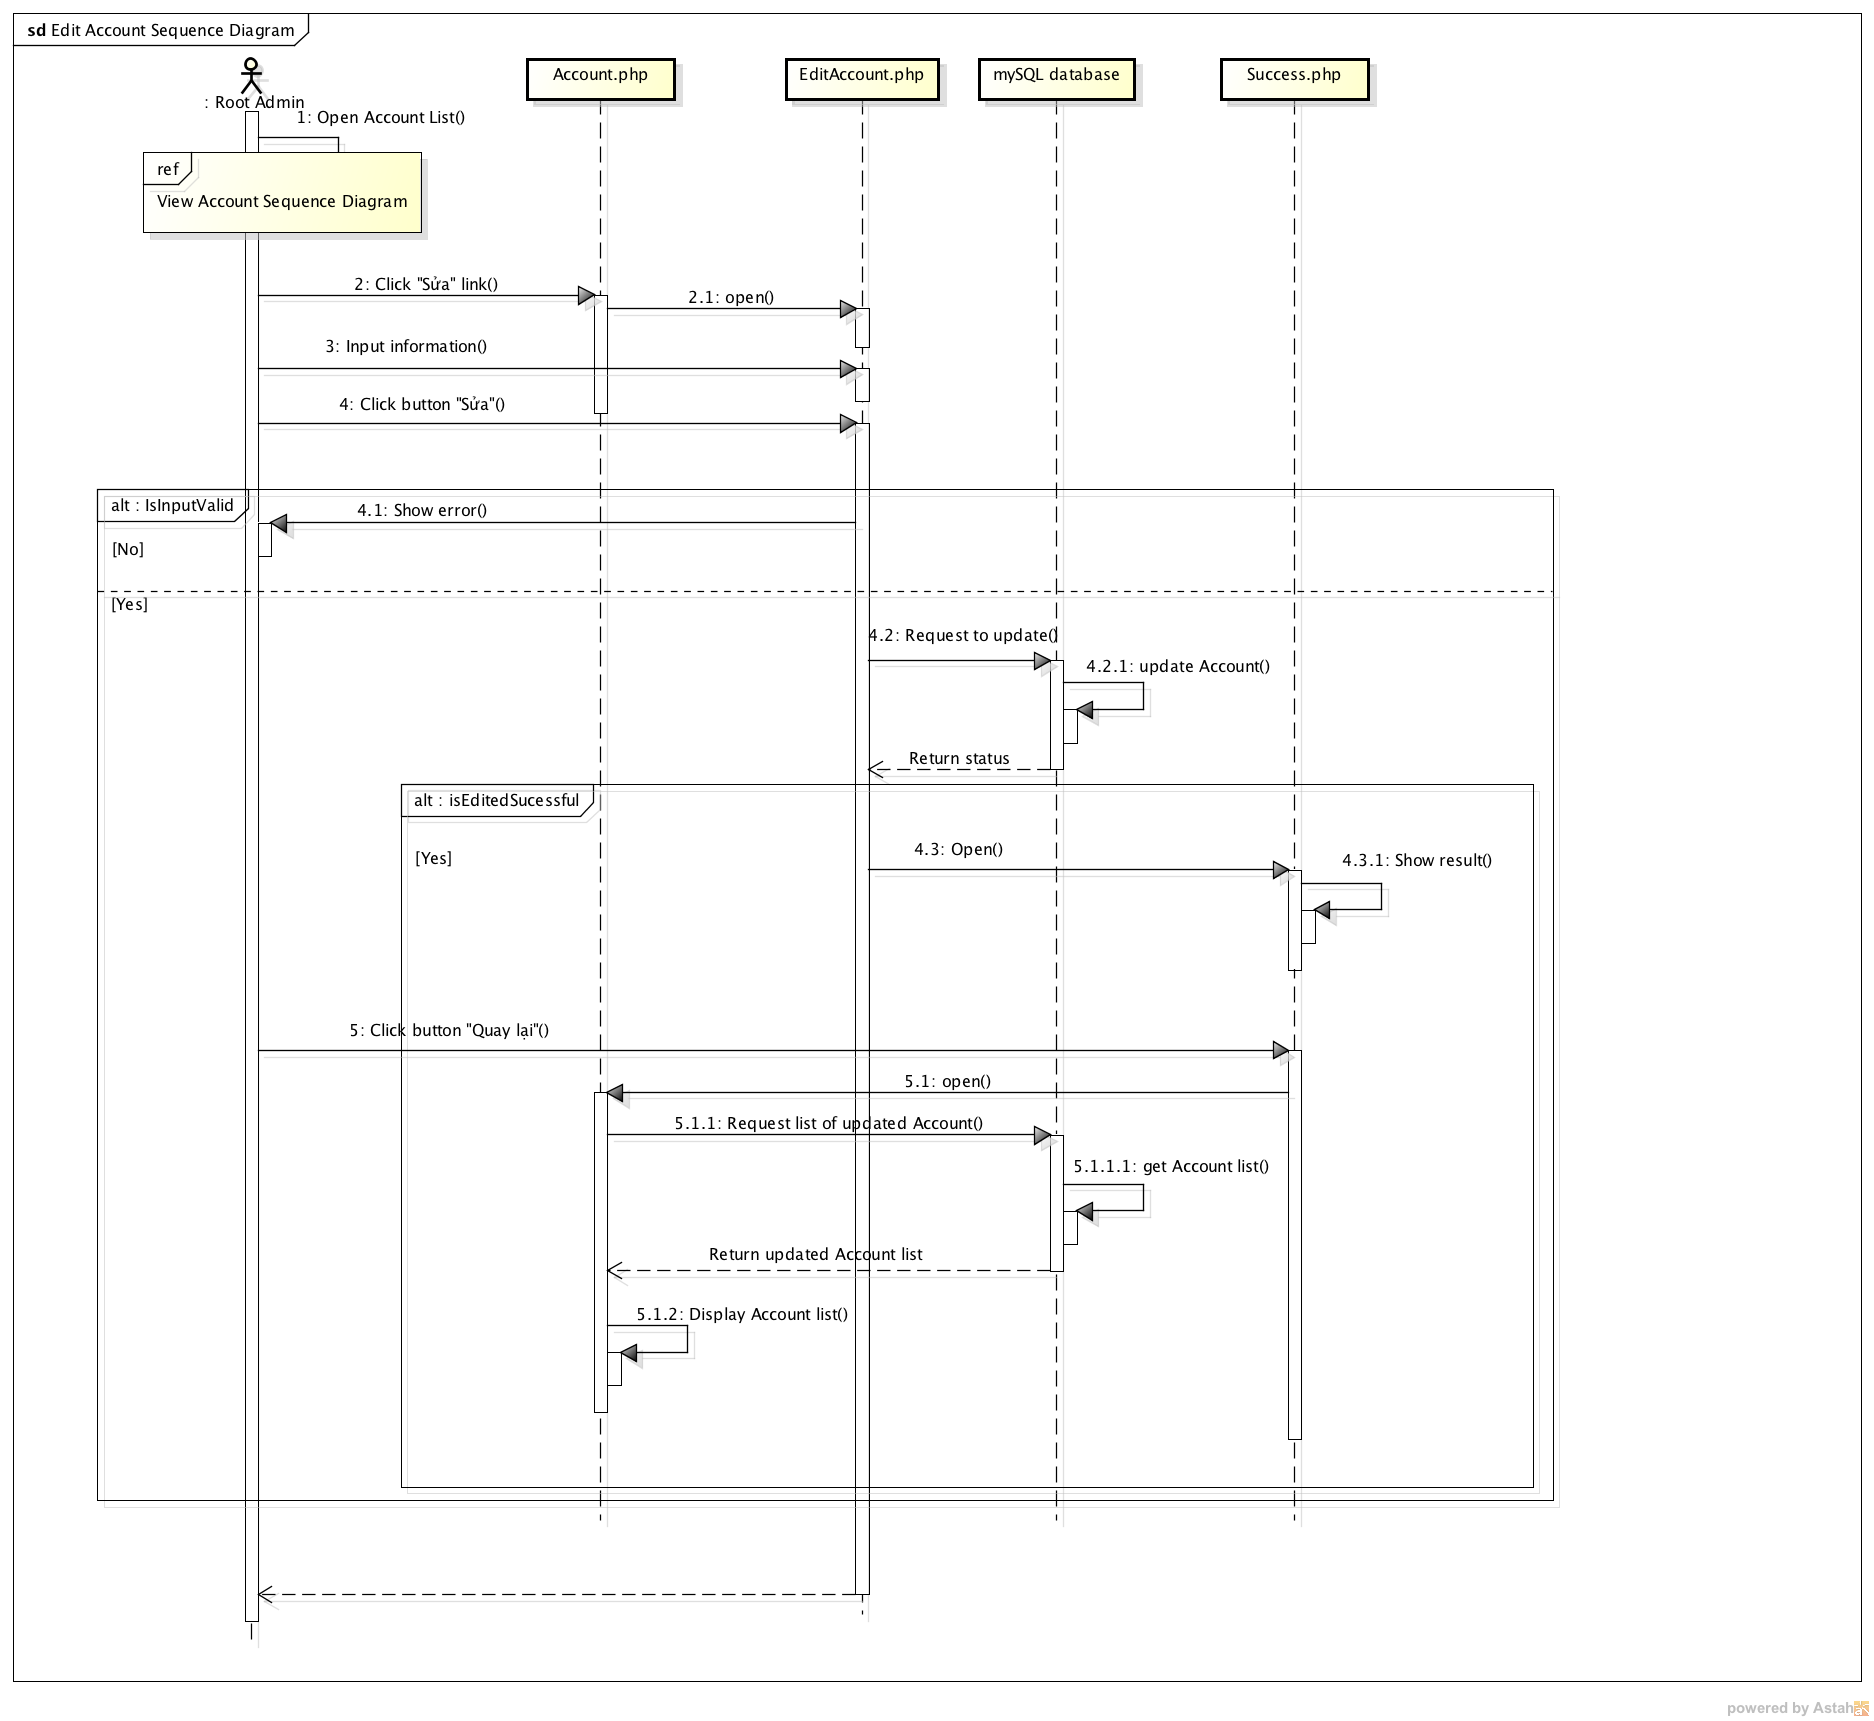 sd Edit Account Sequence Diagram
: Root Admin
Account.php
EditAccount.php
mySQL database
Success.php
1: Open Account List()
ref
View Account Sequence Diagram
2: Click "Sửa" link()
2.1: open()
3: Input information()
4: Click button "Sửa"()
alt : IsInputValid
4.1: Show error()
[No]
[Yes]
4.2: Request to update()
4.2.1: update Account()
Return status
alt : isEditedSucessful
[Yes]
4.3: Open()
4.3.1: Show result()
5: Click button "Quay lại"()
5.1: open()
5.1.1: Request list of updated Account()
5.1.1.1: get Account list()
Return updated Account list
5.1.2: Display Account list()
powered by Astah